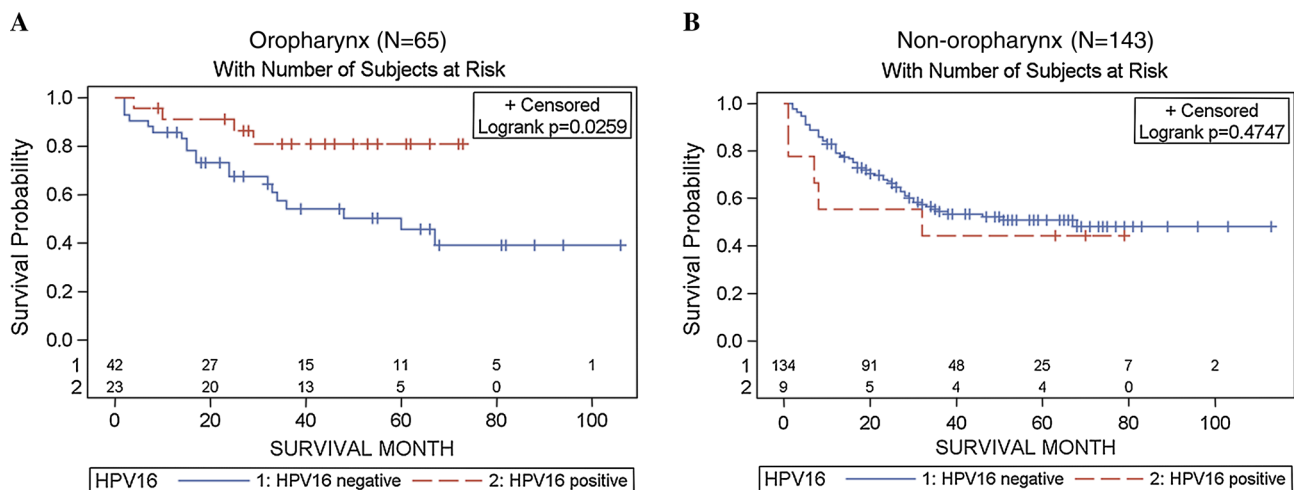 A
Oropharynx (N=65)
With Number of Subjects at Risk
+ Censored
Logrank p=0.0259
Survival Probability
1.0
0.8
0.6
0.4
0.2
0.0
1 42 27 15 11 5 1
2 23 20 13 5 0
0 20 40 60 80 100
SURVIVAL MONTH
HPV16 1: HPV16 negative 2: HPV16 positive
B
Non-oropharynx (N=143)
With Number of Subjects at Risk
+ Censored
Logrank p=0.4747
Survival Probability
1.0
0.8
0.6
0.4
0.2
0.0
1 134 91 48 25 7 2
2 9 5 4 4 0
0 20 40 60 80 100
SURVIVAL MONTH
HPV16 1: HPV16 negative 2: HPV16 positive